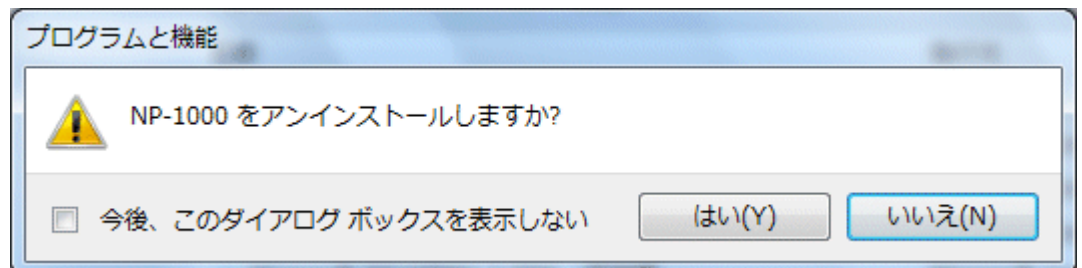 プログラムと機能
NP-1000 をアンインストールしますか?
今後、このダイアログ ボックスを表示しない
はい(Y)
いいえ(N)